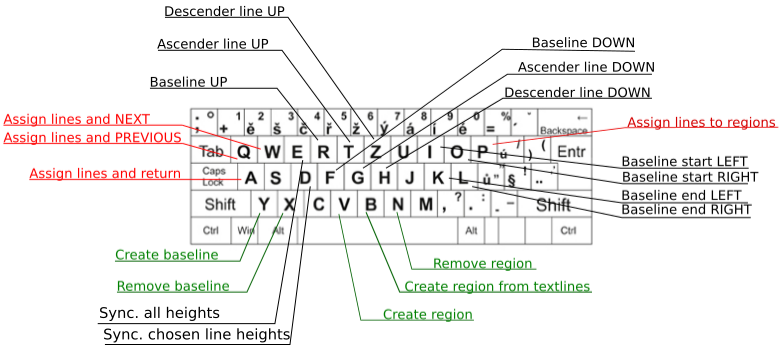 Descender line UP
Ascender line UP
Baseline UP
Baseline DOWN
Ascender line DOWN
Descender line DOWN
Assign lines and NEXT
Assign lines and PREVIOUS
Assign lines and return
Assign lines to regions
; ° 1 2 3 4 5 6 7 8 9 0 % ˇ ←
+ ě š č ř ž ý á í é = ´ Backspace
Tab Q W E R T Z U I O P ú / ) ( Entr
Caps Lock A S D F G H J K L ů " § ! ¨ '
Shift Y X C V B N M , ? . : - _ Shift
Ctrl Win Alt Alt Ctrl
Baseline start LEFT
Baseline start RIGHT
Baseline end LEFT
Baseline end RIGHT
Create baseline
Remove baseline
Sync. all heights
Sync. chosen line heights
Remove region
Create region from textlines
Create region